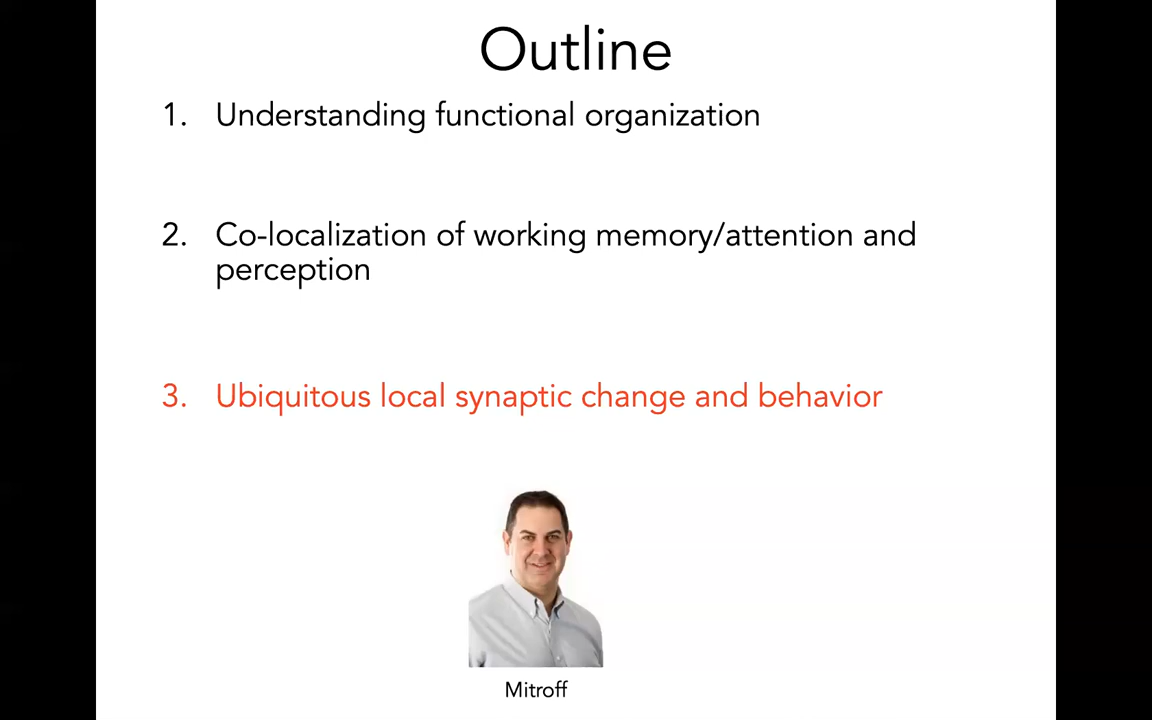 Outline
1. Understanding functional organization
2. Co-localization of working memory/attention and
perception
3. Ubiquitous local synaptic change and behavior
Mitroff